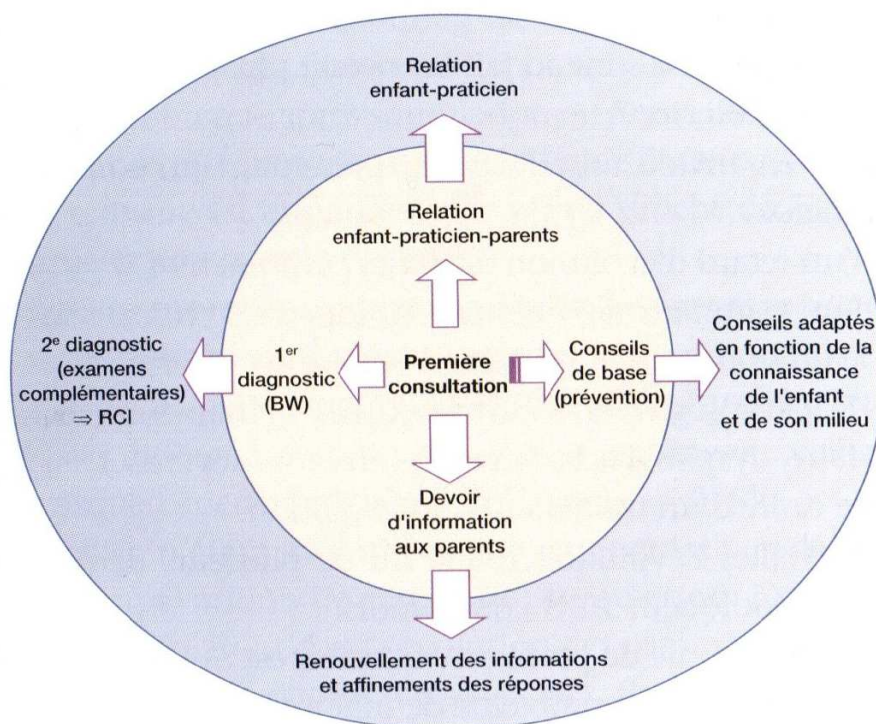 Relation
enfant-praticien
Relation
enfant-praticien-parents
2e diagnostic
(examens
complémentaires)
⇒ RCI
1er
diagnostic
(BW)
Première
consultation
Conseils
de base
(prévention)
Conseils adaptés
en fonction de la
connaissance
de l'enfant
et de son milieu
Devoir
d'information
aux parents
Renouvellement des informations
et affinements des réponses